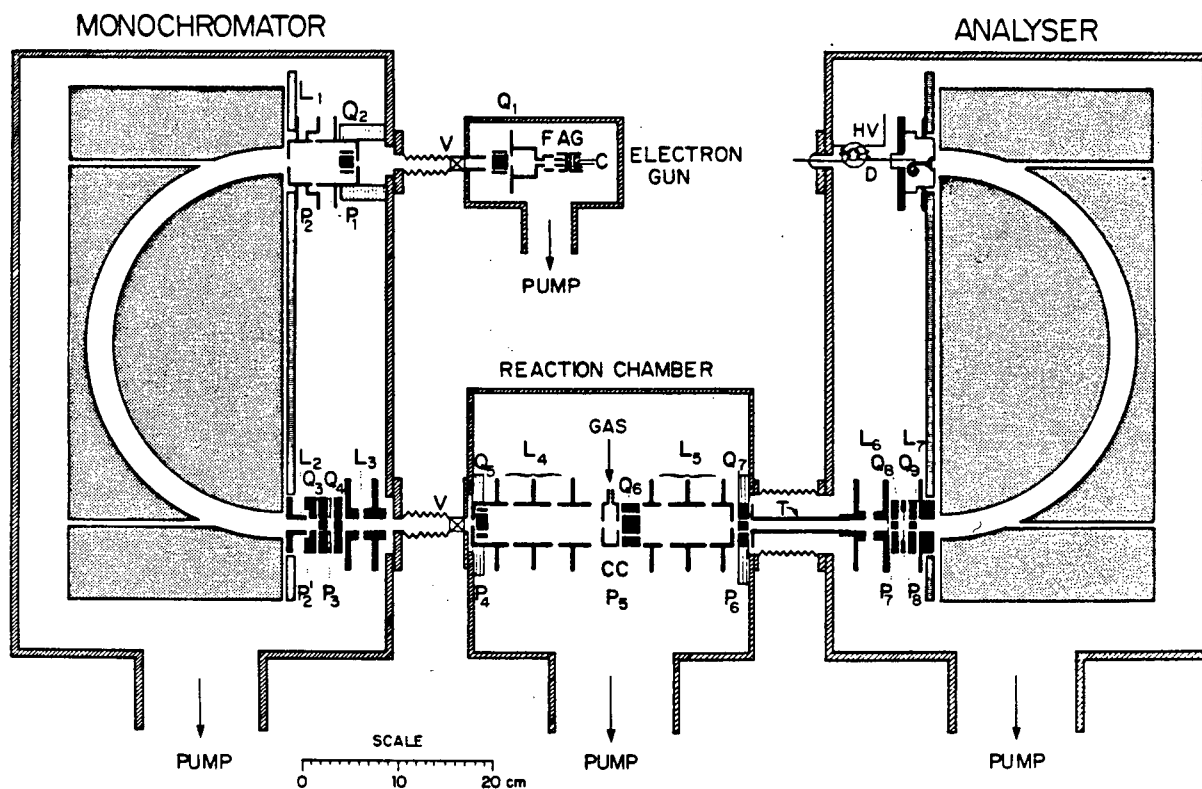 MONOCHROMATOR
ANALYSER
L1
Q2
Q1
V
FAG
C
ELECTRON
GUN
HV
D
P2
P1
PUMP
REACTION CHAMBER
GAS
L2
Q3
Q4
L3
V
Q5
L4
Q6
L5
Q7
T
L6
Q8
Q9
L7
P2'
P3
P4
CC
P5
P6
P7
P8
PUMP
SCALE
0 10 20 cm
PUMP
PUMP